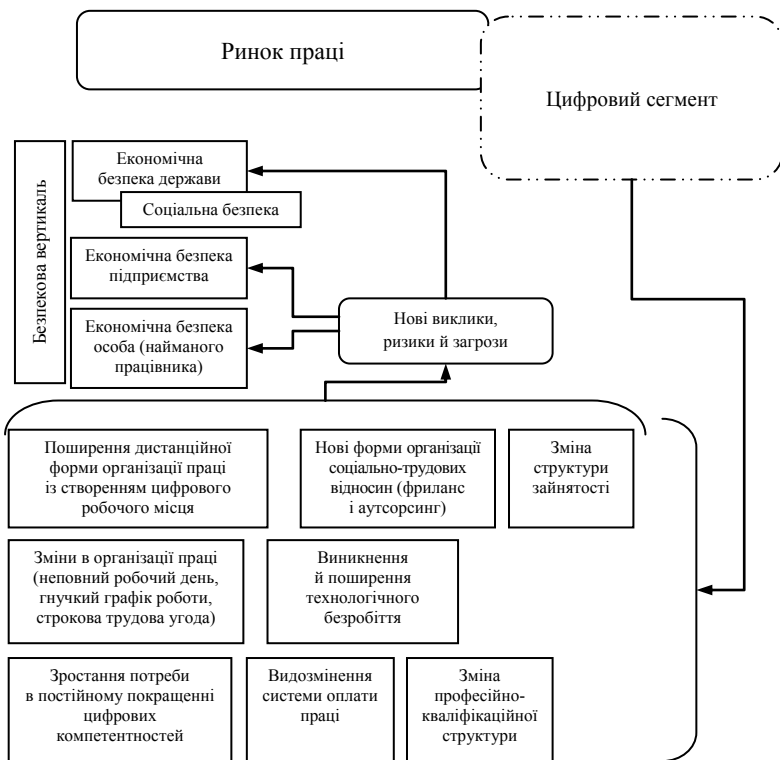 Ринок праці
Цифровий сегмент
Безпекова вертикаль
Економічна
безпека держави
Соціальна безпека
Економічна безпека
підприємства
Економічна безпека
особа (найманого
працівника)
Нові виклики,
ризики й загрози
Поширення дистанційної
форми організації праці
із створенням цифрового
робочого місця
Нові форми організації
соціально-трудових
відносин (фриланс
і аутсорсинг)
Зміна
структури
зайнятості
Зміни в організації праці
(неповний робочий день,
гнучкий графік роботи,
строкова трудова угода)
Виникнення
й поширення
технологічного
безробіття
Зростання потреби
в постійному покращенні
цифрових
компетентностей
Видозмінення
системи оплати
праці
Зміна
професійно-
кваліфікаційної
структури